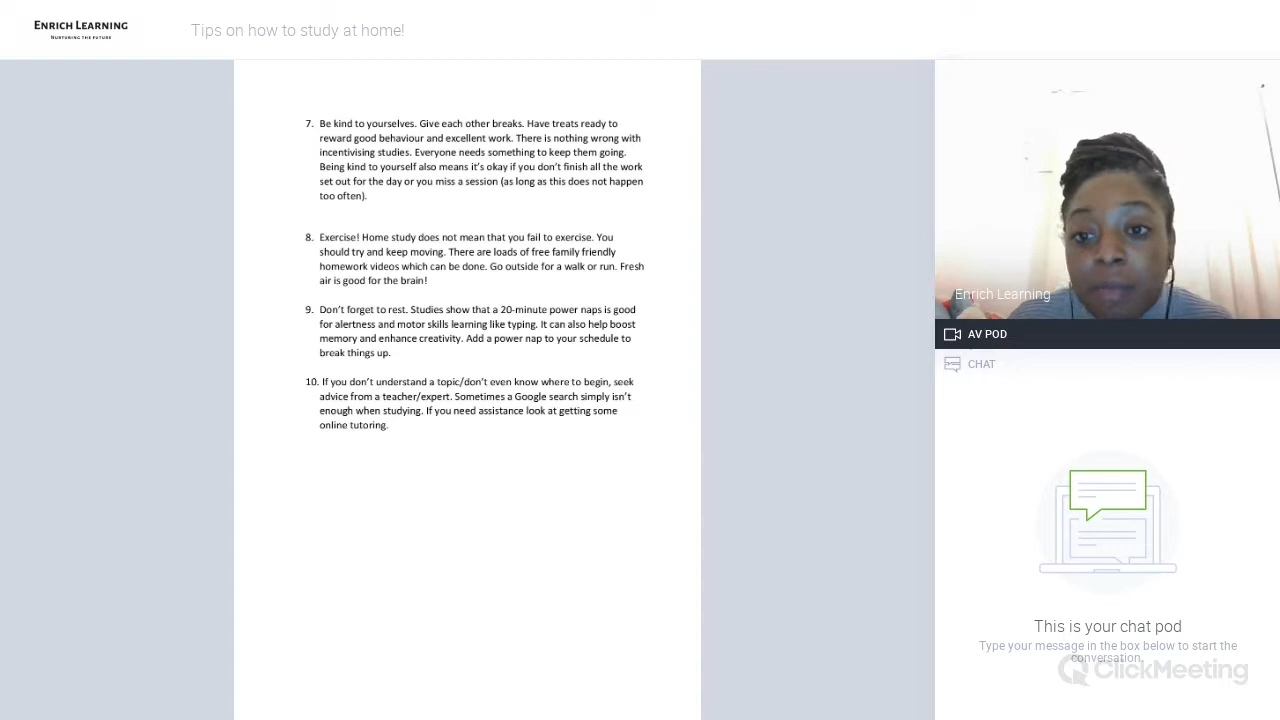 ENRICH LEARNING
NURTURING THE FUTURE
Tips on how to study at home!
7. Be kind to yourselves. Give each other breaks. Have treats ready to
reward good behaviour and excellent work. There is nothing wrong with
incentivising studies. Everyone needs something to keep them going.
Being kind to yourself also means it's okay if you don't finish all the work
set out for the day or you miss a session (as long as this does not happen
too often).
8. Exercise! Home study does not mean that you fail to exercise. You
should try and keep moving. There are loads of free family friendly
homework videos which can be done. Go outside for a walk or run. Fresh
air is good for the brain!
9. Don't forget to rest. Studies show that a 20-minute power naps is good
for alertness and motor skills learning like typing. It can also help boost
memory and enhance creativity. Add a power nap to your schedule to
break things up.
10. If you don't understand a topic/don't even know where to begin, seek
advice from a teacher/expert. Sometimes a Google search simply isn't
enough when studying. If you need assistance look at getting some
online tutoring.
Enrich Learning
AV POD
CHAT
This is your chat pod
Type your message in the box below to start the
conversation.
ClickMeeting